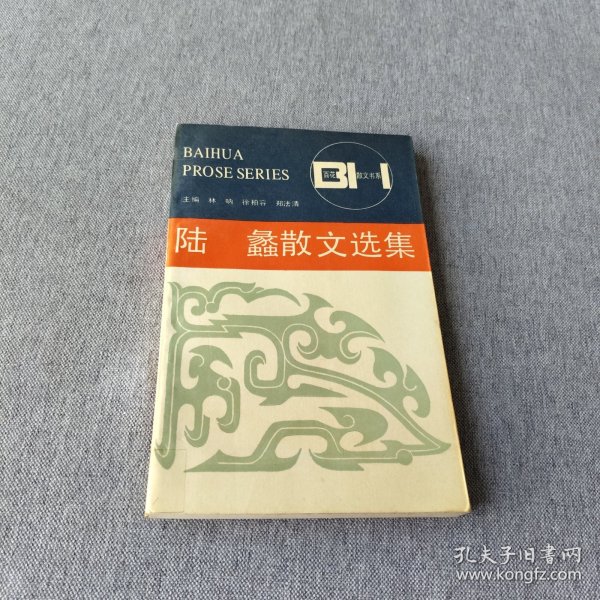 BAIHUA
PROSE SERIES
百花 BH 散文书系
主编 林呐 徐柏容 郑法清
陆 蠡散文选集
孔夫子旧书网
www.kongfz.com